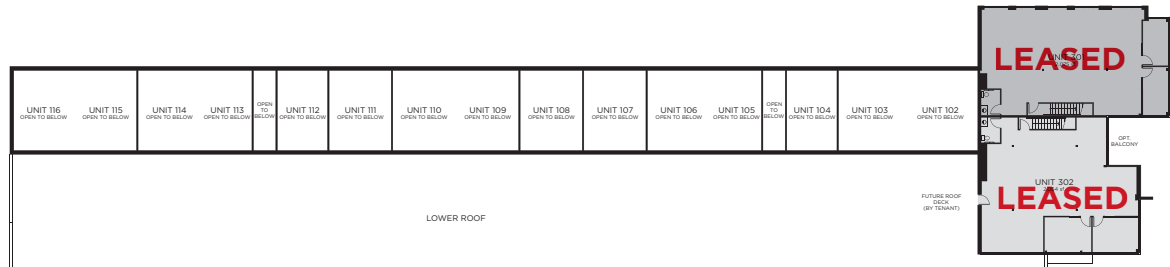 UNIT 301
LEASED
UNIT 116
OPEN TO BELOW
UNIT 115
OPEN TO BELOW
UNIT 114
OPEN TO BELOW
UNIT 113
OPEN TO BELOW
OPEN
TO
BELOW
UNIT 112
OPEN TO BELOW
UNIT 111
OPEN TO BELOW
UNIT 110
OPEN TO BELOW
UNIT 109
OPEN TO BELOW
UNIT 108
OPEN TO BELOW
UNIT 107
OPEN TO BELOW
UNIT 106
OPEN TO BELOW
UNIT 105
OPEN TO BELOW
OPEN
TO
BELOW
UNIT 104
OPEN TO BELOW
UNIT 103
OPEN TO BELOW
UNIT 102
OPEN TO BELOW
OPT.
BALCONY
UNIT 302
LEASED
FUTURE ROOF
DECK
(BY TENANT)
LOWER ROOF